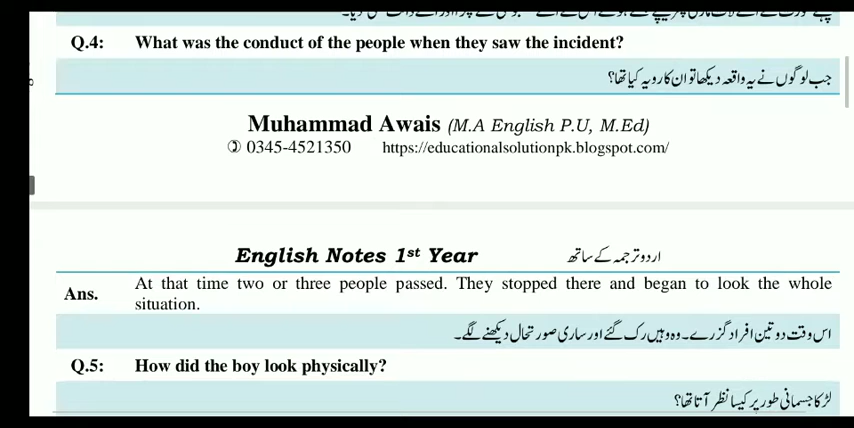 Q.4: What was the conduct of the people when they saw the incident?
جب لوگوں نے یہ واقعہ دیکھا تو ان کا رویہ کیا تھا؟
Muhammad Awais (M.A English P.U, M.Ed)
0345-4521350 https://educationalsolutionpk.blogspot.com/
English Notes 1st Year اردو ترجمہ کے ساتھ
Ans. At that time two or three people passed. They stopped there and began to look the whole
situation.
اس وقت دو تین افراد گزرے۔ وہ وہیں رک گئے اور ساری صورتحال دیکھنے لگے۔
Q.5: How did the boy look physically?
لڑکا جسمانی طور پر کیسا نظر آتا تھا؟